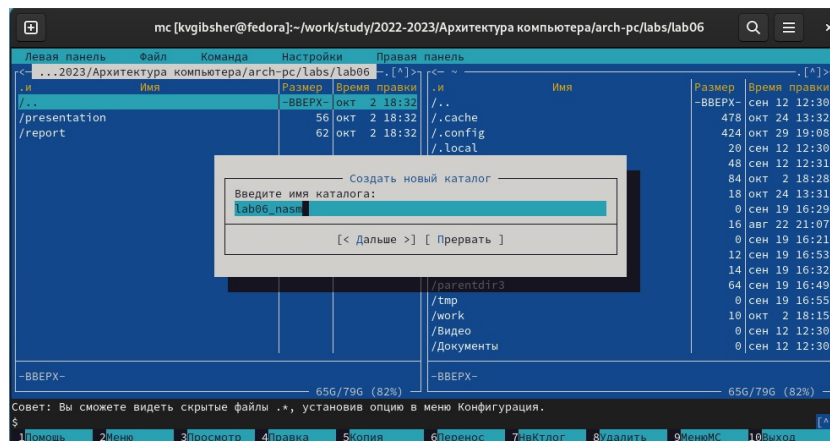 mc [kvgibsher@fedora]:~/work/study/2022-2023/Архитектура компьютера/arch-pc/labs/lab06
Левая панель Файл Команда Настройки Правая панель
<— ...2023/Архитектура компьютера/arch-pc/labs/lab06 —.[^]> <— ~ —.[^]>
.и Имя Размер Время правки .и Имя Размер Время правки
/.. -ВВЕРХ- окт 2 18:32 /.. -ВВЕРХ- сен 12 12:30
/presentation 56 окт 2 18:32 /.cache 478 окт 24 13:32
/report 62 окт 2 18:32 /.config 424 окт 29 19:08
/.local 20 сен 12 12:30
48 сен 12 12:31
Создать новый каталог 84 окт 2 18:28
Введите имя каталога: 18 окт 24 13:31
lab06_nasm 0 сен 19 16:29
16 авг 22 21:07
[< Дальше >] [ Прервать ] 0 сен 19 16:21
12 сен 19 16:53
14 сен 19 16:32
/parentdir3 64 сен 19 16:49
/tmp 0 сен 19 16:55
/work 10 окт 2 18:15
/Видео 0 сен 12 12:30
/Документы 0 сен 12 12:30
-ВВЕРХ- -ВВЕРХ-
65G/79G (82%) 65G/79G (82%)
Совет: Вы сможете видеть скрытые файлы .*, установив опцию в меню Конфигурация.
$ [^]
1Помощь 2Меню 3Просмотр 4Правка 5Копия 6Перенос 7НвКтлог 8Удалить 9МенюМС 10Выход